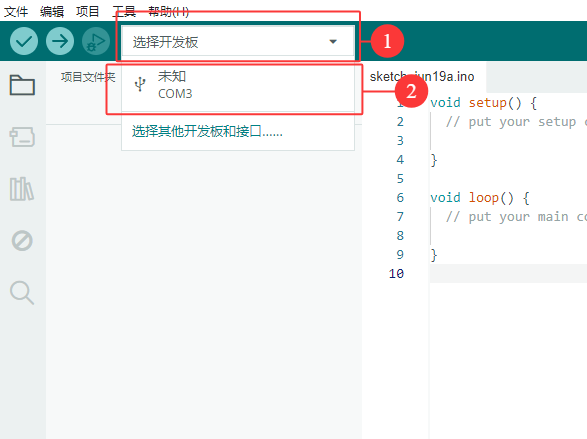 文件 编辑 项目 工具 帮助(H)
选择开发板
1
项目文件夹
未知
COM3
2
选择其他开发板和接口......
sketch_jun19a.ino
void setup() {
2 // put your setup
3
4 }
5
6 void loop() {
7 // put your main co
8
9 }
10